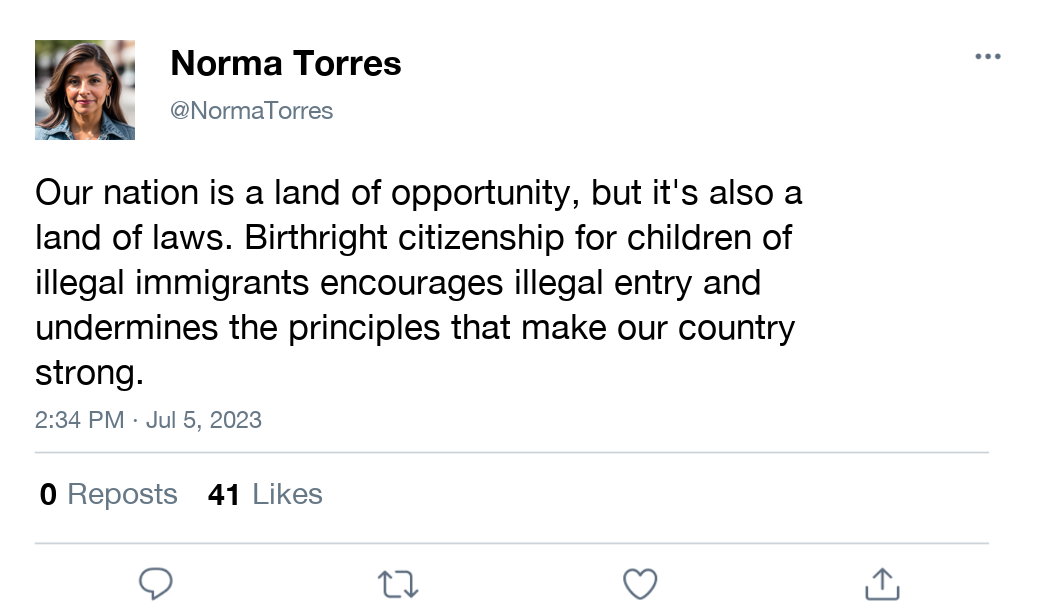 Norma Torres
@NormaTorres
Our nation is a land of opportunity, but it's also a
land of laws. Birthright citizenship for children of
illegal immigrants encourages illegal entry and
undermines the principles that make our country
strong.
2:34 PM · Jul 5, 2023
0 Reposts 41 Likes